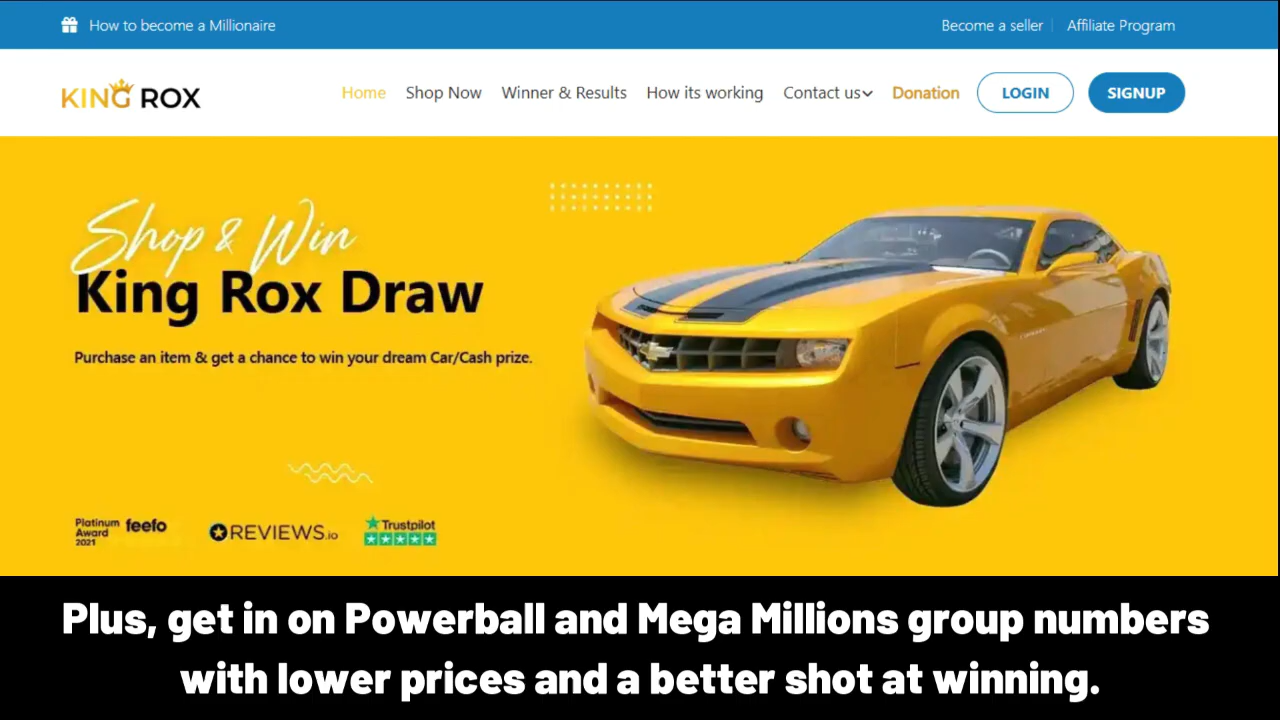 How to become a Millionaire
Become a seller
Affiliate Program
KING ROX
Home
Shop Now
Winner & Results
How its working
Contact us
Donation
LOGIN
SIGNUP
Shop & Win
King Rox Draw
Purchase an item & get a chance to win your dream Car/Cash prize.
Platinum
Award
2021
feefo
REVIEWS.io
Trustpilot
Plus, get in on Powerball and Mega Millions group numbers
with lower prices and a better shot at winning.